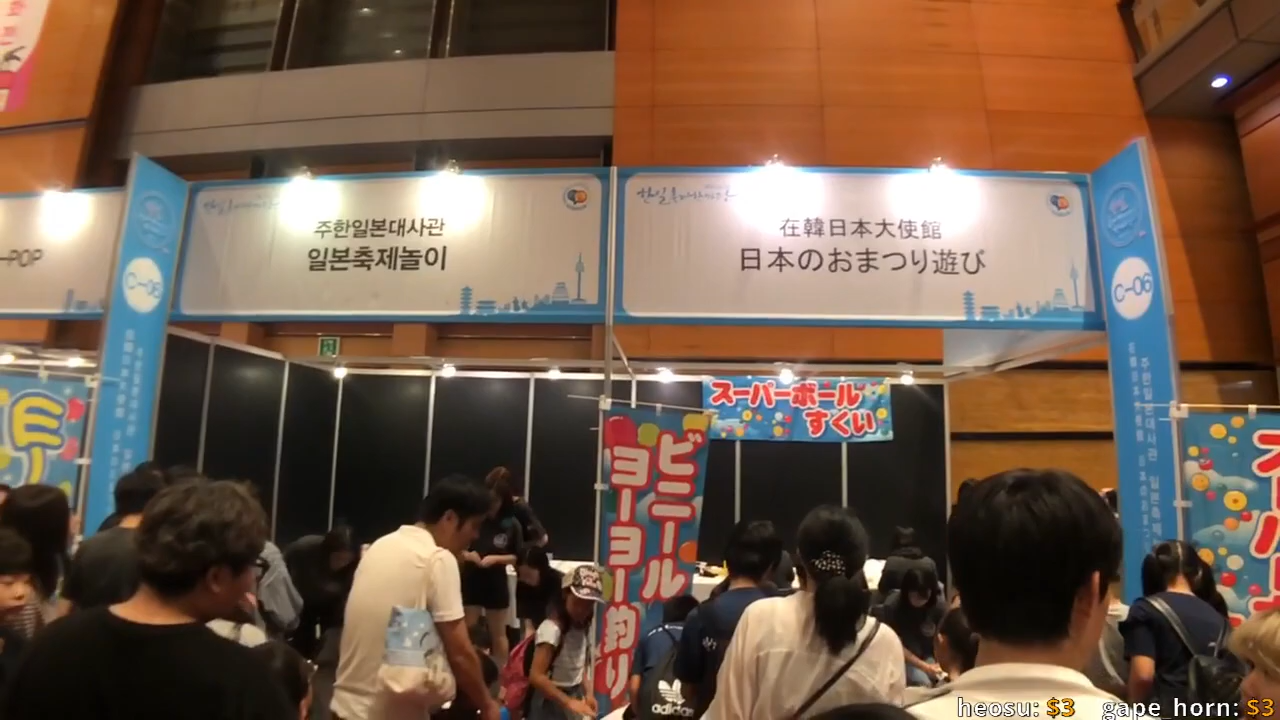 주한일본대사관
일본축제놀이
在韓日本大使館
日本のおまつり遊び
-POP
C-06
C-06
スーパーボール
すくい
ビニール
ヨーヨー釣り
adidas
heosu: $3 gape_horn: $3